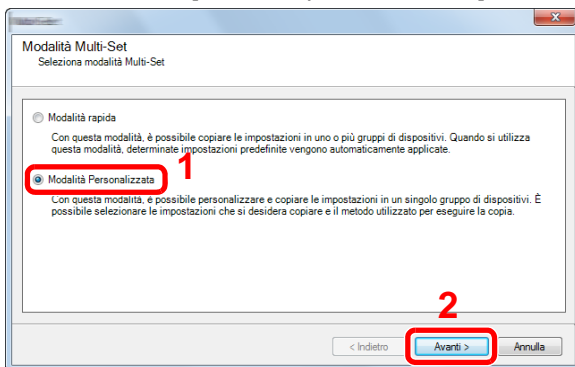 Modalità Multi-Set
Seleziona modalità Multi-Set
Modalità rapida
Con questa modalità, è possibile copiare le impostazioni in uno o più gruppi di dispositivi. Quando si utilizza
questa modalità, determinate impostazioni predefinite vengono automaticamente applicate.
1
Modalità Personalizzata
Con questa modalità, è possibile personalizzare e copiare le impostazioni in un singolo gruppo di dispositivi. È
possibile selezionare le impostazioni che si desidera copiare e il metodo utilizzato per eseguire la copia.
2
< Indietro
Avanti >
Annulla